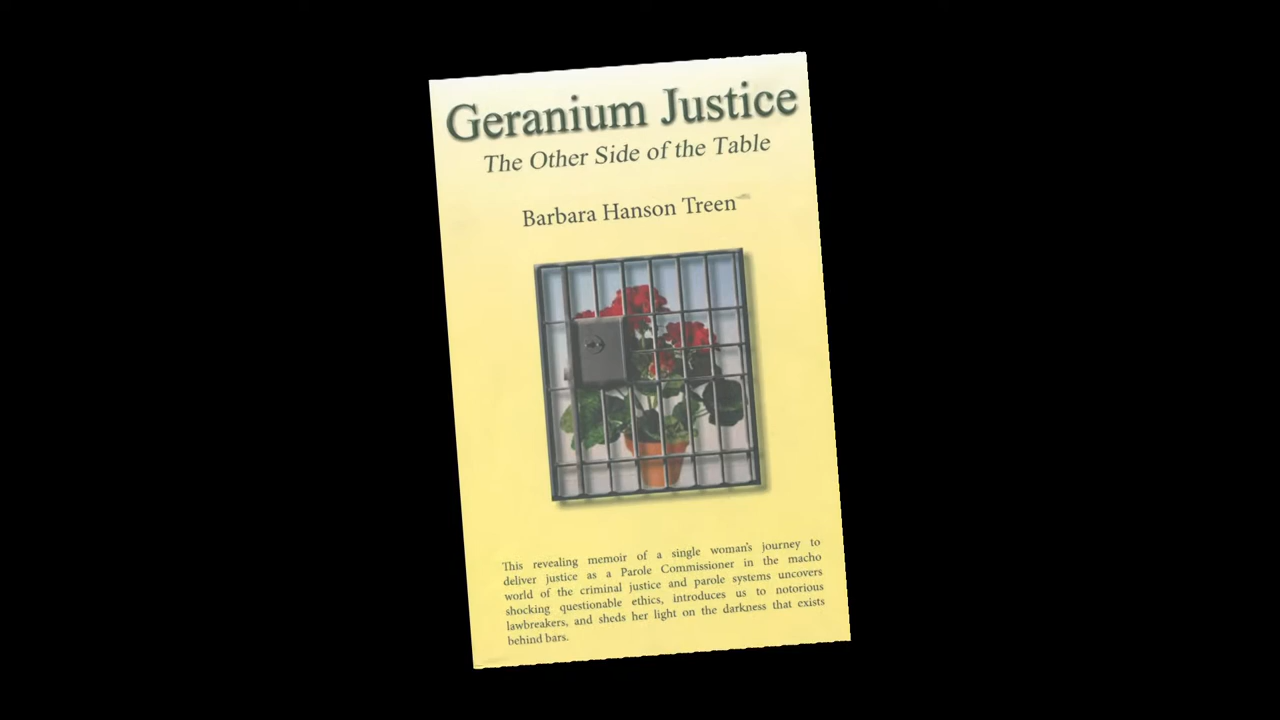 Geranium Justice
The Other Side of the Table
Barbara Hanson Treen
This revealing memoir of a single woman's journey to
deliver justice as a Parole Commissioner in the macho
world of the criminal justice and parole systems uncovers
shocking questionable ethics, introduces us to notorious
lawbreakers, and sheds her light on the darkness that exists
behind bars.